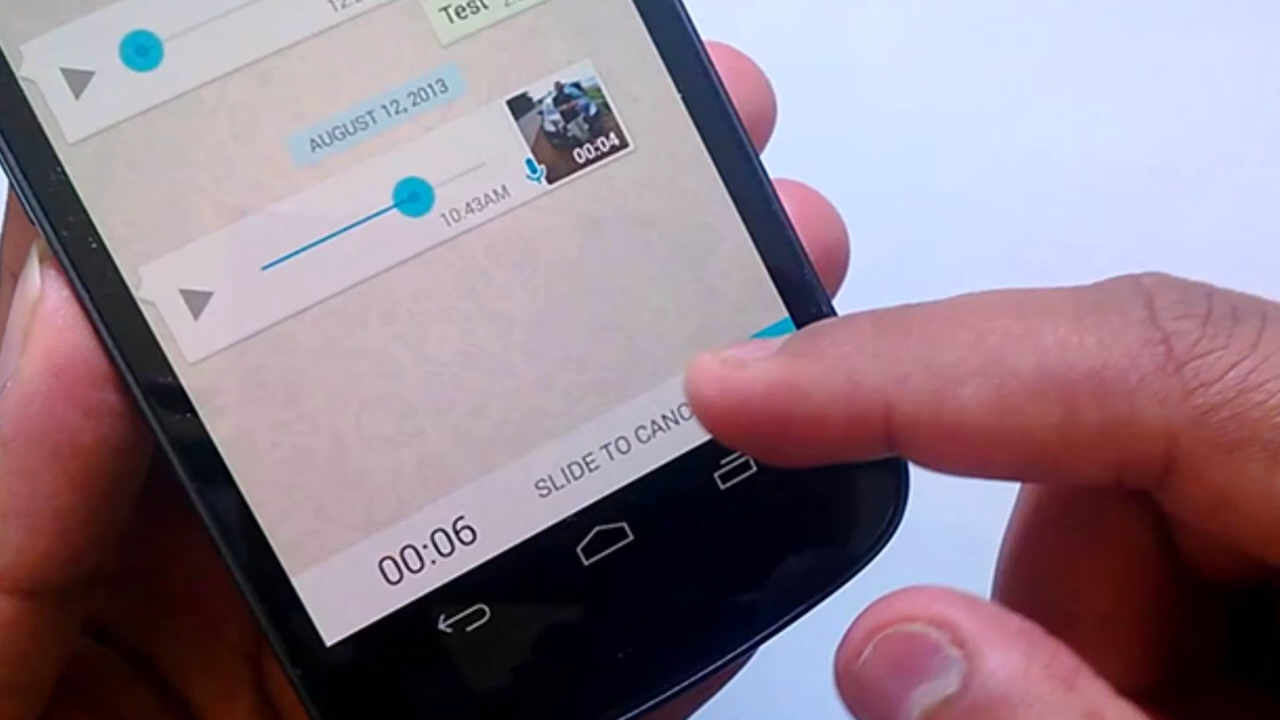 Test
AUGUST 12, 2013
00:04
10:43AM
SLIDE TO CANC
00:06